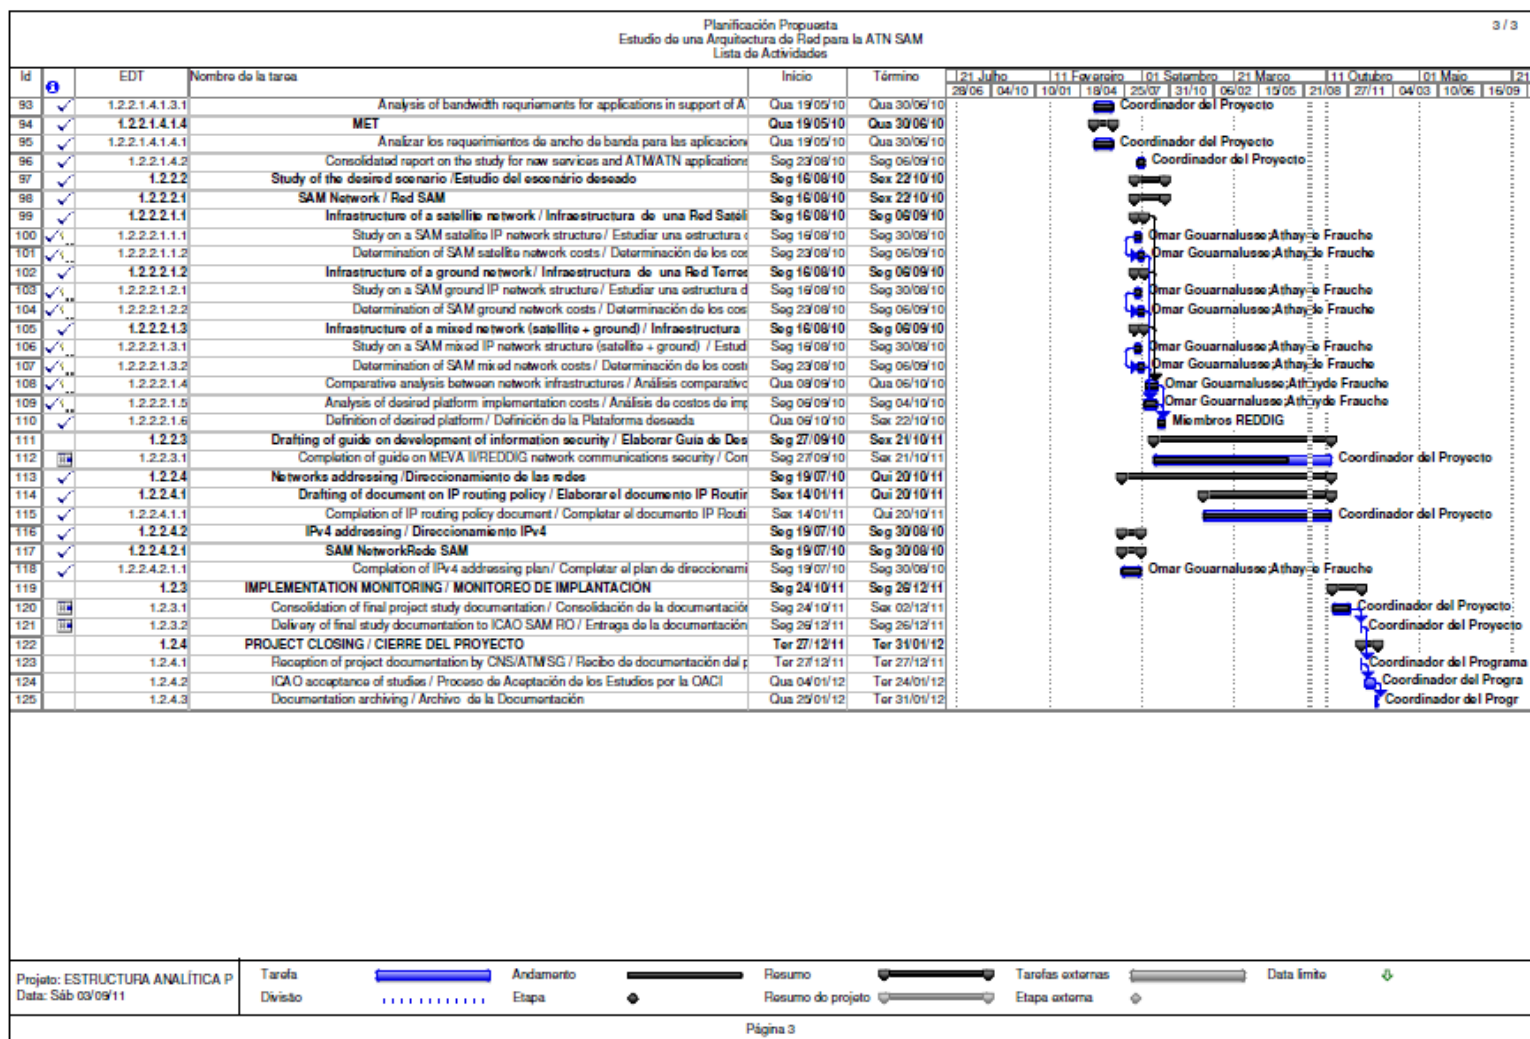 Planificación Propuesta
Estudio de una Arquitectura de Red para la ATN SAM
Lista de Actividades
3 / 3
Id EDT Nombre de la tarea Início Término 21 Julho 11 Fevereiro 01 Setembro 21 Março 11 Outubro 01 Maio 21
28/06 04/10 10/01 18/04 25/07 31/10 06/02 15/05 21/08 27/11 04/03 10/06 16/09
93 1.2.2.1.4.1.3.1 Analysis of bandwidth requriements for applications in support of A Qua 19/05/10 Qua 30/06/10 Coordinador del Proyecto
94 1.2.2.1.4.1.4 MET Qua 19/05/10 Qua 30/06/10
95 1.2.2.1.4.1.4.1 Analizar los requerimientos de ancho de banda para las aplicacion Qua 19/05/10 Qua 30/06/10 Coordinador del Proyecto
96 1.2.2.1.4.2 Consolidated report on the study for new services and ATM/ATN applications Seg 23/08/10 Seg 06/09/10 Coordinador del Proyecto
97 1.2.2.2 Study of the desired scenario /Estudio del escenário deseado Seg 16/08/10 Sex 22/10/10
98 1.2.2.2.1 SAM Network / Red SAM Seg 16/08/10 Sex 22/10/10
99 1.2.2.2.1.1 Infrastructure of a satellite network / Infraestructura de una Red Satéli Seg 16/08/10 Seg 06/09/10
100 1.2.2.2.1.1.1 Study on a SAM satellite IP network structure / Estudiar una estructura d Seg 16/08/10 Seg 30/08/10 Omar Gouarnalusse;Athayde Frauche
101 1.2.2.2.1.1.2 Determination of SAM satellite network costs / Determinación de los cos Seg 23/08/10 Seg 06/09/10 Omar Gouarnalusse;Athayde Frauche
102 1.2.2.2.1.2 Infrastructure of a ground network / Infraestructura de una Red Terres Seg 16/08/10 Seg 06/09/10
103 1.2.2.2.1.2.1 Study on a SAM ground IP network structure / Estudiar una estructura d Seg 16/08/10 Seg 30/08/10 Omar Gouarnalusse;Athayde Frauche
104 1.2.2.2.1.2.2 Determination of SAM ground network costs / Determinación de los cos Seg 23/08/10 Seg 06/09/10 Omar Gouarnalusse;Athayde Frauche
105 1.2.2.2.1.3 Infrastructure of a mixed network (satellite + ground) / Infraestructura Seg 16/08/10 Seg 06/09/10
106 1.2.2.2.1.3.1 Study on a SAM mixed IP network structure (satellite + ground) / Estud Seg 16/08/10 Seg 30/08/10 Omar Gouarnalusse;Athayde Frauche
107 1.2.2.2.1.3.2 Determination of SAM mixed network costs / Determinación de los cost Seg 23/08/10 Seg 06/09/10 Omar Gouarnalusse;Athayde Frauche
108 1.2.2.2.1.4 Comparative analysis between network infrastructures / Análisis comparativo Qua 08/09/10 Qua 06/10/10 Omar Gouarnalusse;Athayde Frauche
109 1.2.2.2.1.5 Analysis of desired platform implementation costs / Análisis de costos de imp Seg 06/09/10 Seg 04/10/10 Omar Gouarnalusse;Athayde Frauche
110 1.2.2.2.1.6 Definition of desired platform / Definición de la Plataforma deseada Qua 06/10/10 Sex 22/10/10 Miembros REDDIG
111 1.2.2.3 Drafting of guide on development of information security / Elaborar Guía de Des Seg 27/09/10 Sex 21/10/11
112 1.2.2.3.1 Completion of guide on MEVA II/REDDIG network communications security / Con Seg 27/09/10 Sex 21/10/11 Coordinador del Proyecto
113 1.2.2.4 Networks addressing /Direccionamiento de las redes Seg 19/07/10 Qui 20/10/11
114 1.2.2.4.1 Drafting of document on IP routing policy / Elaborar el documento IP Routir Sex 14/01/11 Qui 20/10/11
115 1.2.2.4.1.1 Completion of IP routing policy document / Completar el documento IP Routi Sex 14/01/11 Qui 20/10/11 Coordinador del Proyecto
116 1.2.2.4.2 IPv4 addressing / Direccionamiento IPv4 Seg 19/07/10 Seg 30/08/10
117 1.2.2.4.2.1 SAM NetworkRede SAM Seg 19/07/10 Seg 30/08/10
118 1.2.2.4.2.1.1 Completion of IPv4 addressing plan / Completar el plan de direccionami Seg 19/07/10 Seg 30/08/10 Omar Gouarnalusse;Athayde Frauche
119 1.2.3 IMPLEMENTATION MONITORING / MONITOREO DE IMPLANTACIÓN Seg 24/10/11 Seg 26/12/11
120 1.2.3.1 Consolidation of final project study documentation / Consolidación de la documentación Seg 24/10/11 Sex 02/12/11 Coordinador del Proyecto
121 1.2.3.2 Delivery of final study documentation to ICAO SAM RO / Entrega de la documentación Seg 26/12/11 Seg 26/12/11 Coordinador del Proyecto
122 1.2.4 PROJECT CLOSING / CIERRE DEL PROYECTO Ter 27/12/11 Ter 31/01/12
123 1.2.4.1 Reception of project documentation by CNS/ATM/SG / Recibo de documentación del p Ter 27/12/11 Ter 27/12/11 Coordinador del Programa
124 1.2.4.2 ICAO acceptance of studies / Proceso de Aceptación de los Estudios por la OACI Qua 04/01/12 Ter 24/01/12 Coordinador del Progra
125 1.2.4.3 Documentation archiving / Archivo de la Documentación Qua 25/01/12 Ter 31/01/12 Coordinador del Progr
Projeto: ESTRUCTURA ANALÍTICA P
Data: Sáb 03/09/11
Tarefa Andamento Resumo Tarefas externas Data limite
Divisão Etapa Resumo do projeto Etapa externa
Página 3